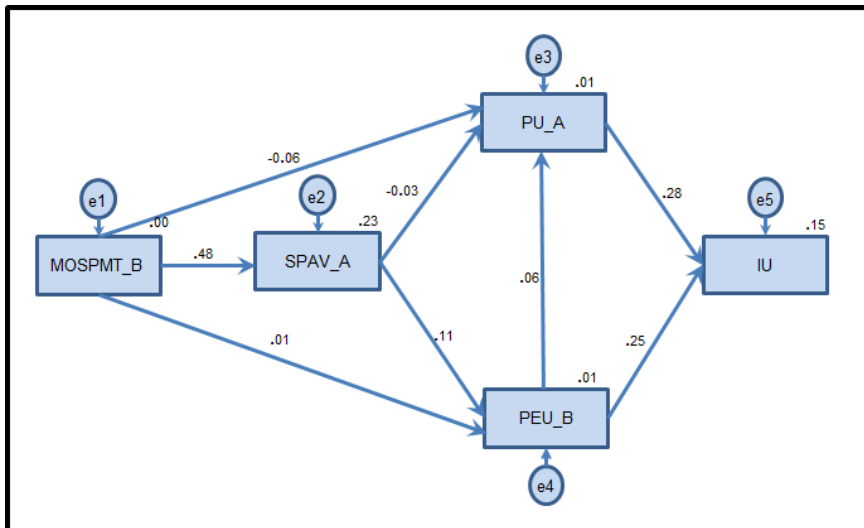 e3
.01
PU_A
-0.06
-0.03
e1
e2
e5
.00
.23
.28
.15
MOSPMT_B
.48
SPAV_A
IU
.06
.01
.11
.25
.01
PEU_B
e4